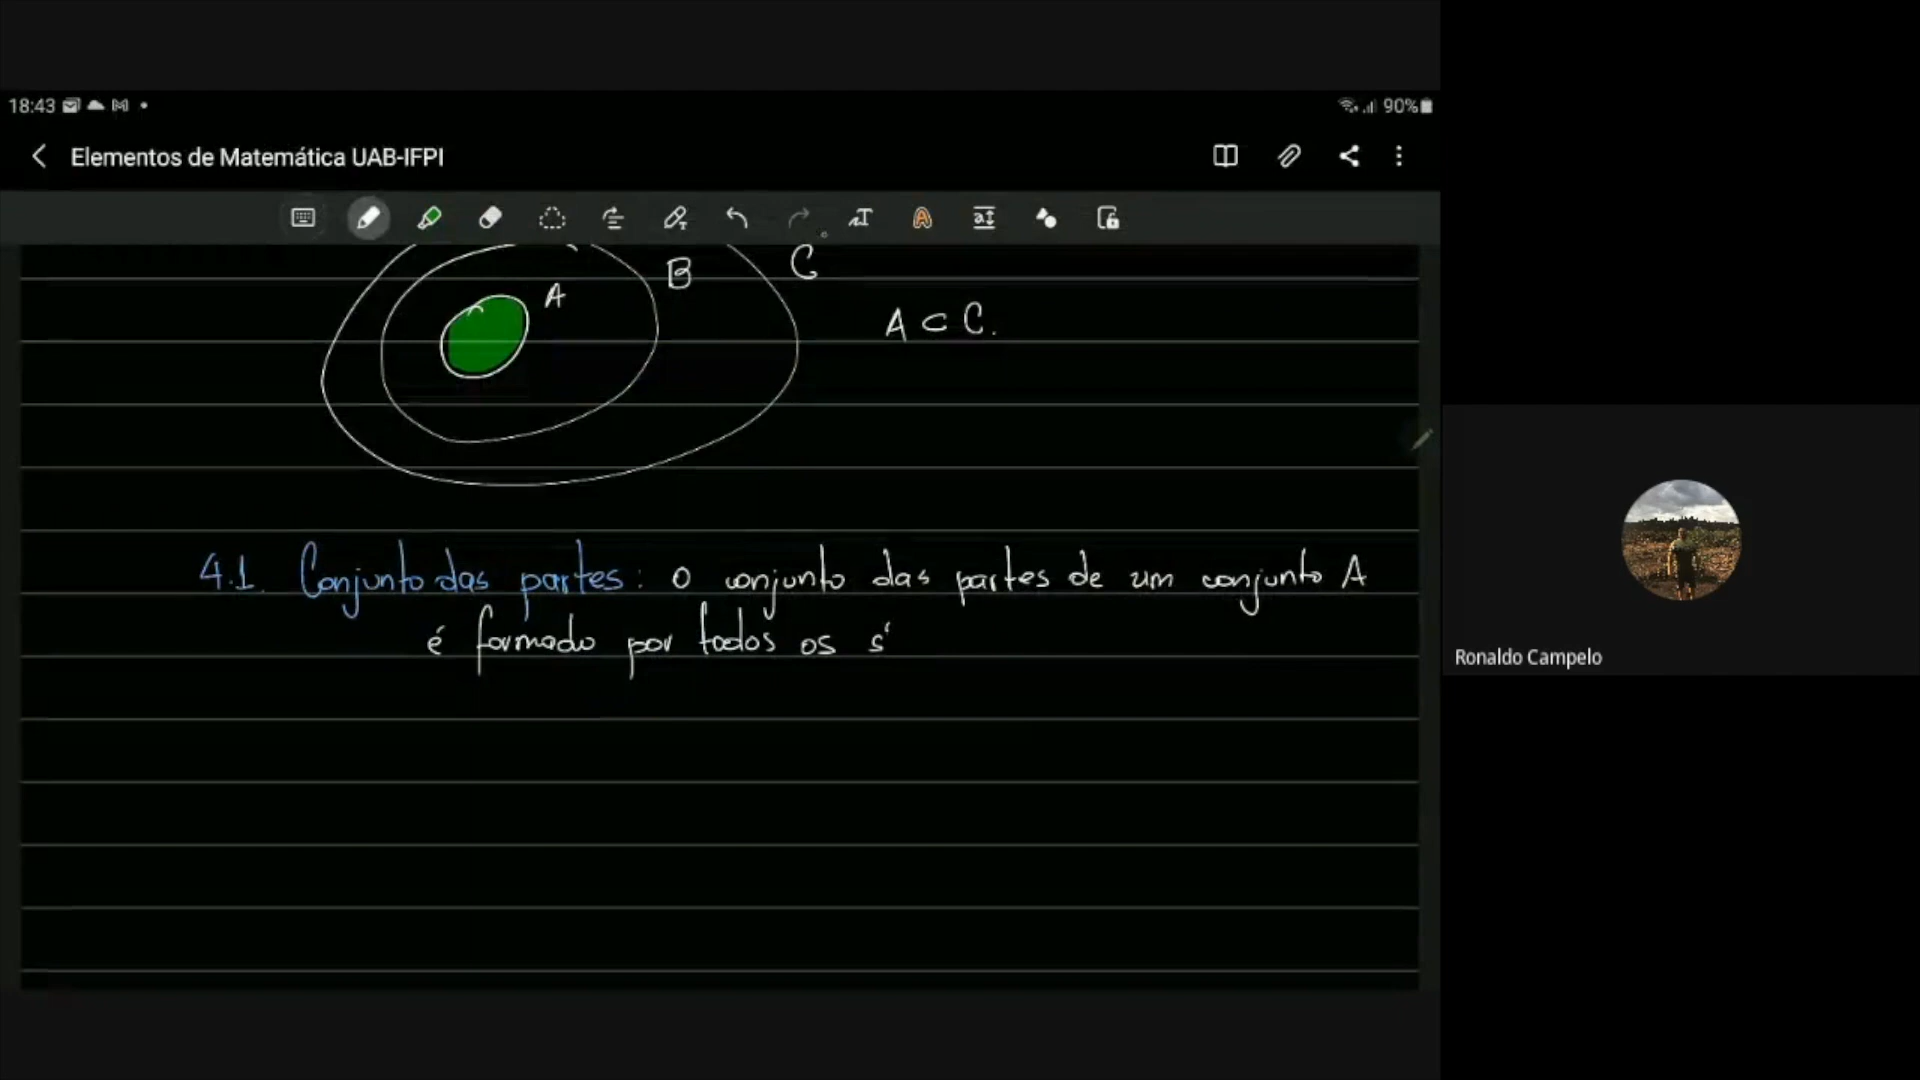 18:43
90%
Elementos de Matemática UAB-IFPI
B
C
A
A ⊂ C.
4.1. Conjunto das partes: o conjunto das partes de um conjunto A
é formado por todos os s
Ronaldo Campelo